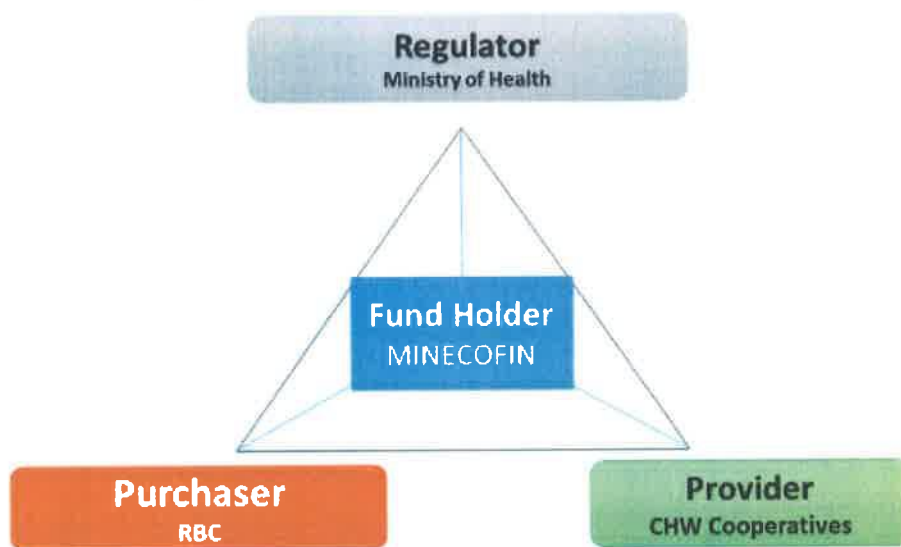 Regulator
Ministry of Health
Fund Holder
MINECOFIN
Purchaser
RBC
Provider
CHW Cooperatives